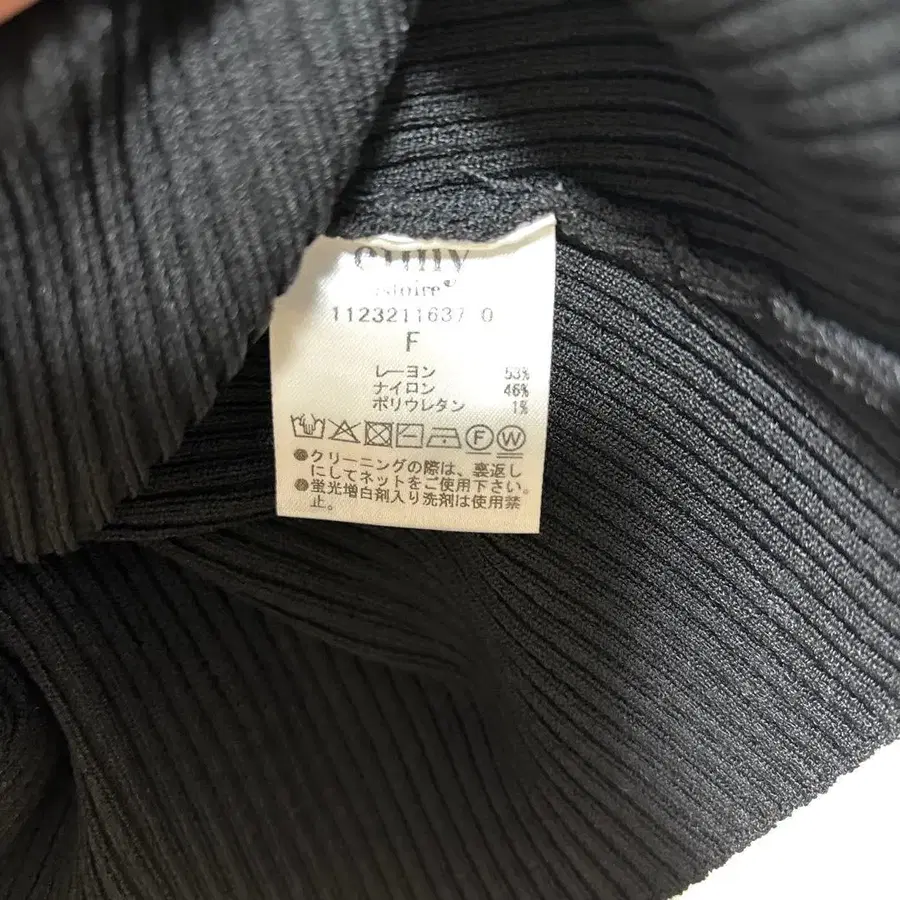 eimy
istoire
1123211637 0
F
レーヨン 53%
ナイロン 46%
ポリウレタン 1%
F W
●クリーニングの際は、裏返し
にしてネットをご使用下さい。
●蛍光増白剤入り洗剤は使用禁
止。